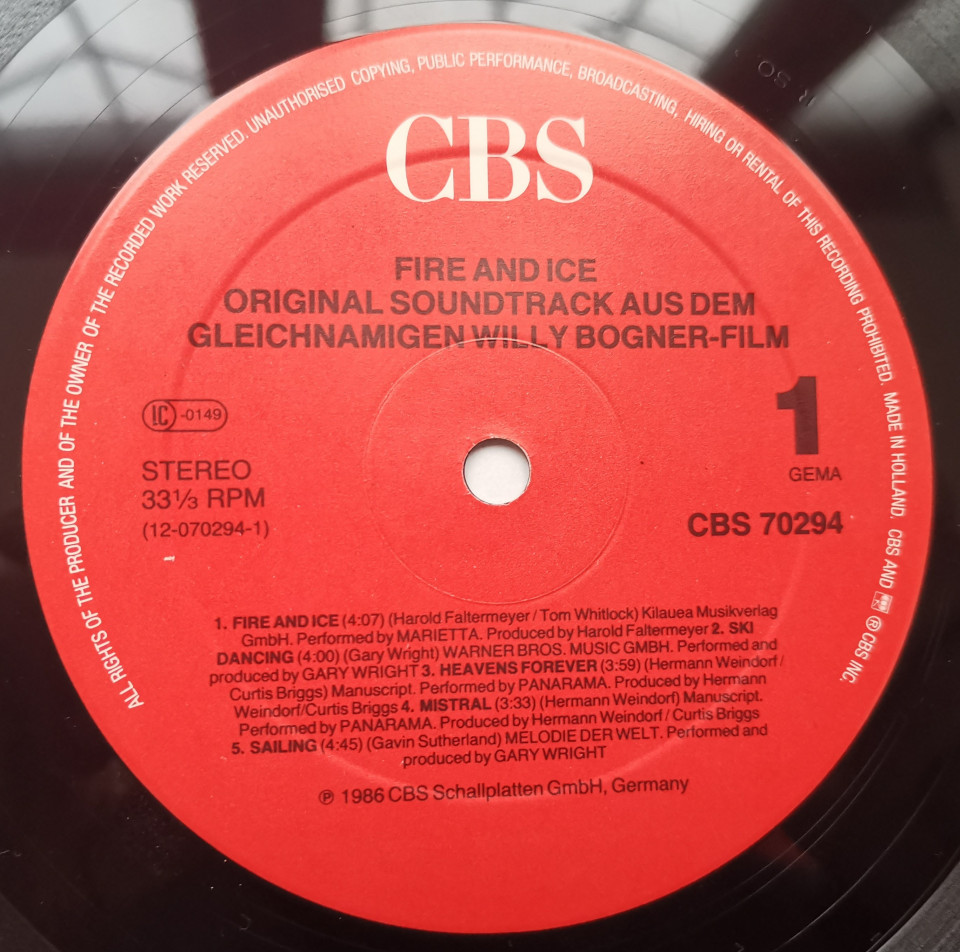 ALL RIGHTS OF THE PRODUCER AND OF THE OWNER OF THE RECORDED WORK RESERVED. UNAUTHORISED COPYING, PUBLIC PERFORMANCE, BROADCASTING, HIRING OR RENTAL OF THIS RECORDING PROHIBITED. MADE IN HOLLAND. CBS AND ℗ CBS INC.
CBS
FIRE AND ICE
ORIGINAL SOUNDTRACK AUS DEM
GLEICHNAMIGEN WILLY BOGNER-FILM
LC -0149
1
GEMA
STEREO
33⅓ RPM
(12-070294-1)
CBS 70294
1. FIRE AND ICE (4:07) (Harold Faltermeyer / Tom Whitlock) Kilauea Musikverlag
GmbH. Performed by MARIETTA. Produced by Harold Faltermeyer 2. SKI
DANCING (4:00) (Gary Wright) WARNER BROS. MUSIC GMBH. Performed and
produced by GARY WRIGHT 3. HEAVENS FOREVER (3:59) (Hermann Weindorf /
Curtis Briggs) Manuscript. Performed by PANARAMA. Produced by Hermann
Weindorf/Curtis Briggs 4. MISTRAL (3:33) (Hermann Weindorf) Manuscript.
Performed by PANARAMA. Produced by Hermann Weindorf / Curtis Briggs
5. SAILING (4:45) (Gavin Sutherland) MELODIE DER WELT. Performed and
produced by GARY WRIGHT
℗ 1986 CBS Schallplatten GmbH, Germany